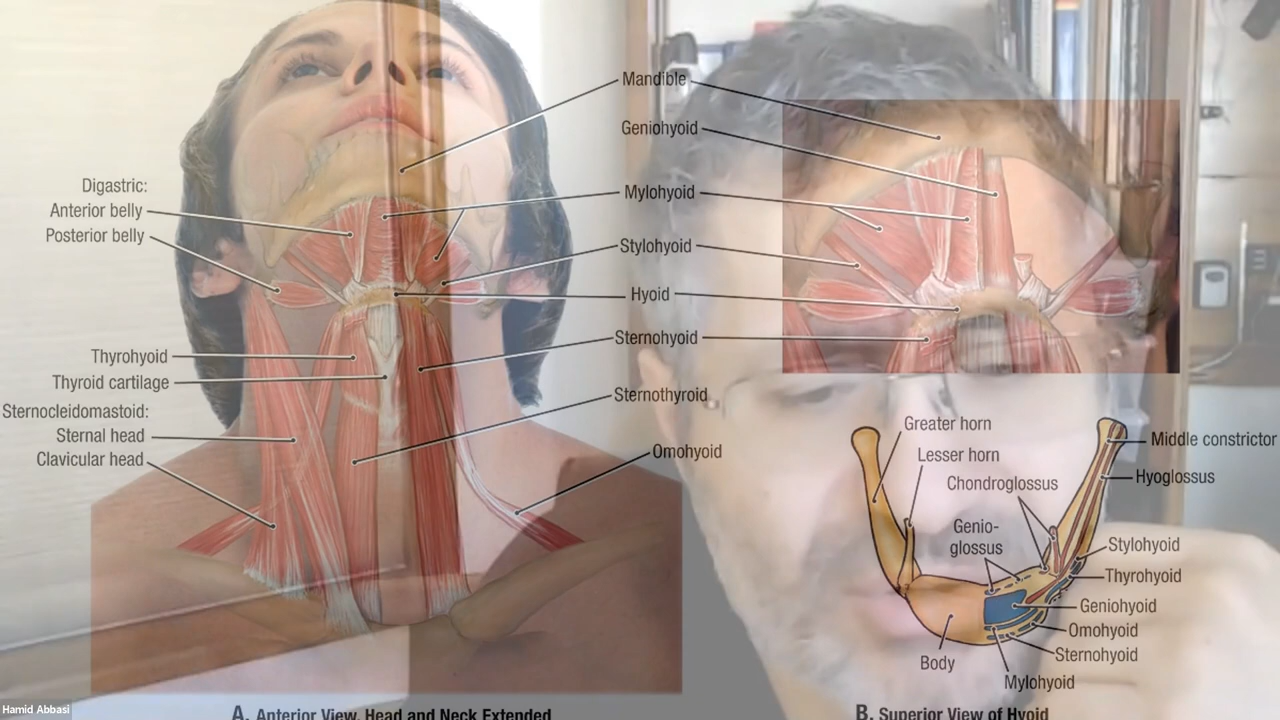 Mandible
Geniohyoid
Digastric:
Anterior belly
Posterior belly
Mylohyoid
Stylohyoid
Hyoid
Sternohyoid
Thyrohyoid
Thyroid cartilage
Sternothyroid
Sternocleidomastoid:
Sternal head
Clavicular head
Omohyoid
Greater horn
Lesser horn
Chondroglossus
Genio-
glossus
Middle constrictor
Hyoglossus
Stylohyoid
Thyrohyoid
Geniohyoid
Omohyoid
Sternohyoid
Body
Mylohyoid
Hamid Abbasi
A. Anterior View, Head and Neck Extended
B. Superior View of Hyoid